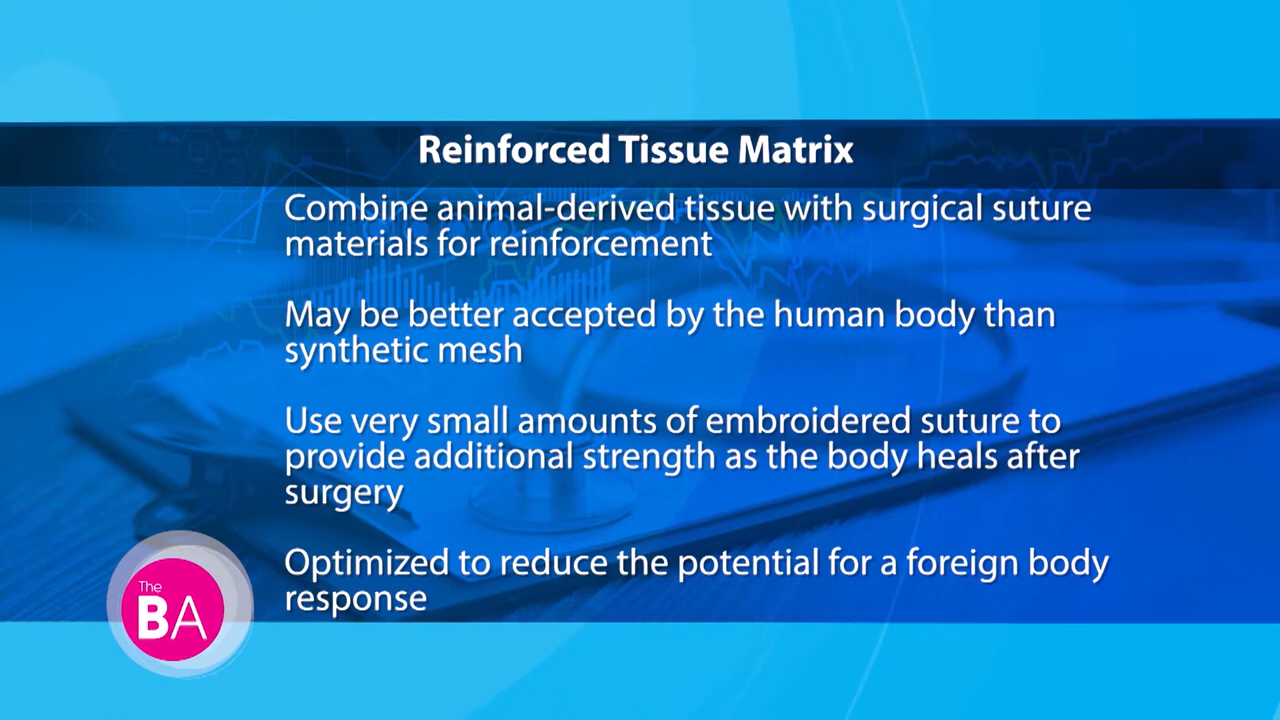 Reinforced Tissue Matrix
Combine animal-derived tissue with surgical suture
materials for reinforcement
May be better accepted by the human body than
synthetic mesh
Use very small amounts of embroidered suture to
provide additional strength as the body heals after
surgery
Optimized to reduce the potential for a foreign body
response
The
BA